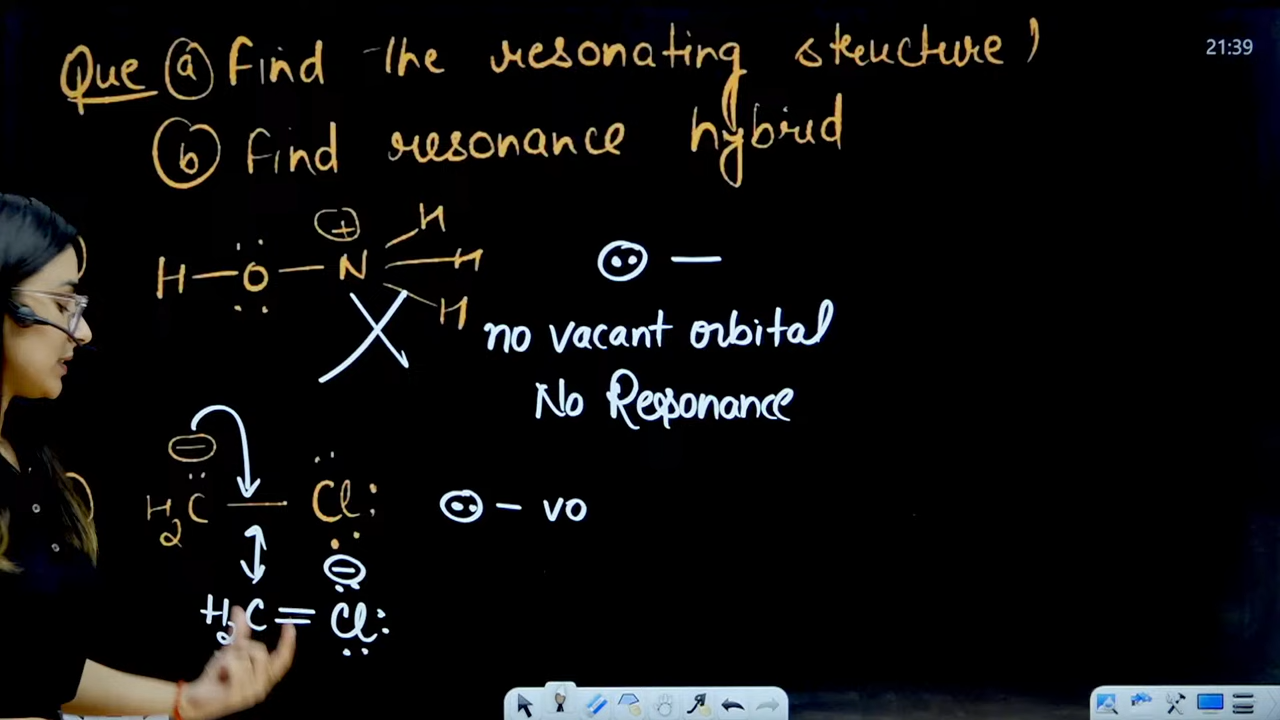 Que (a) Find the resonating structure)
21:39
(b) Find resonance hybrid
H–Ö–N⊕ H H H
⊙⊙ —
no vacant orbital
No Resonance
⊖
H2C — Cl:
⊙⊙ – vo
⊖
H2C = Cl: